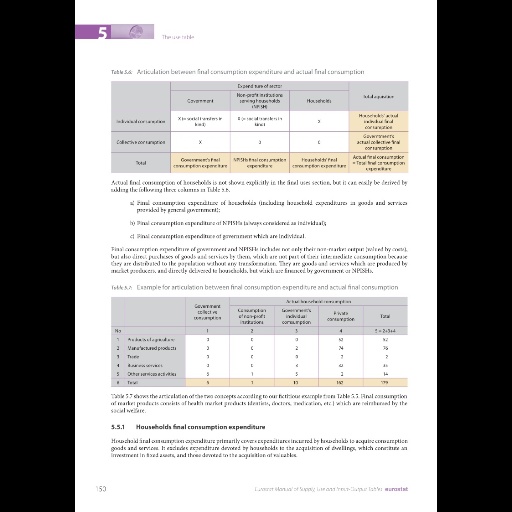 5
The use table
Table 5.6: Articulation between final consumption expenditure and actual final consumption
Expenditure of sector
Total aquisition
Government
Non-profit institutions
serving households
(NPISH)
Households
Individual consumption
X (= social transfers in
kind)
X (= social transfers in
kind)
X
Households' actual
individual final
consumption
Collective consumption
X
0
0
Government's
actual collective final
consumption
Total
Government's final
consumption expenditure
NPISHs final consumption
expenditure
Households' final
consumption expenditure
Actual final consumption
= Total final consumption
expenditure
Actual final consumption of households is not shown explicitly in the final uses section, but it can easily be derived by
adding the following three columns in Table 5.6.
a) Final consumption expenditure of households (including household expenditures in goods and services
provided by general government);
b) Final consumption expenditure of NPISHs (always considered as individual);
c) Final consumption expenditure of government which are individual.
Final consumption expenditure of government and NPISHs includes not only their non-market output (valued by costs),
but also direct purchases of goods and services by them, which are not part of their intermediate consumption because
they are distributed to the population without any transformation. They are goods and services which are produced by
market producers, and directly delivered to households, but which are financed by government or NPISHs.
Table 5.7: Example for articulation between final consumption expenditure and actual final consumption
Government
collective
consumption
Actual household consumption
Consumption
of non-profit
institutions
Government's
individual
consumption
Private
consumption
Total
No
1 2 3 4 5 = 2+3+4
1 Products of agriculture 0 0 0 52 52
2 Manufactured products 0 0 2 74 76
3 Trade 0 0 0 2 2
4 Business services 0 0 3 32
5 Other services activities 5 1 5 2
6 Total 5 1 10 162
Table 5.7 shows the articulation of the two concepts according to our fictitious example from Table 5.5. Final consumption
of market products consists of health market products (dentists, doctors, medication, etc.) which are reimbursed by the
social welfare.
5.5.1 Households final consumption expenditure
Household final consumption expenditure primarily covers expenditures incurred by households to acquire consumption
goods and services. It excludes expenditure devoted by households to the acquisition of dwellings, which constitute an
investment in fixed assets, and those devoted to the acquisition of valuables.
150
Eurostat Manual of Supply, Use and Input-Output Tables eurostat